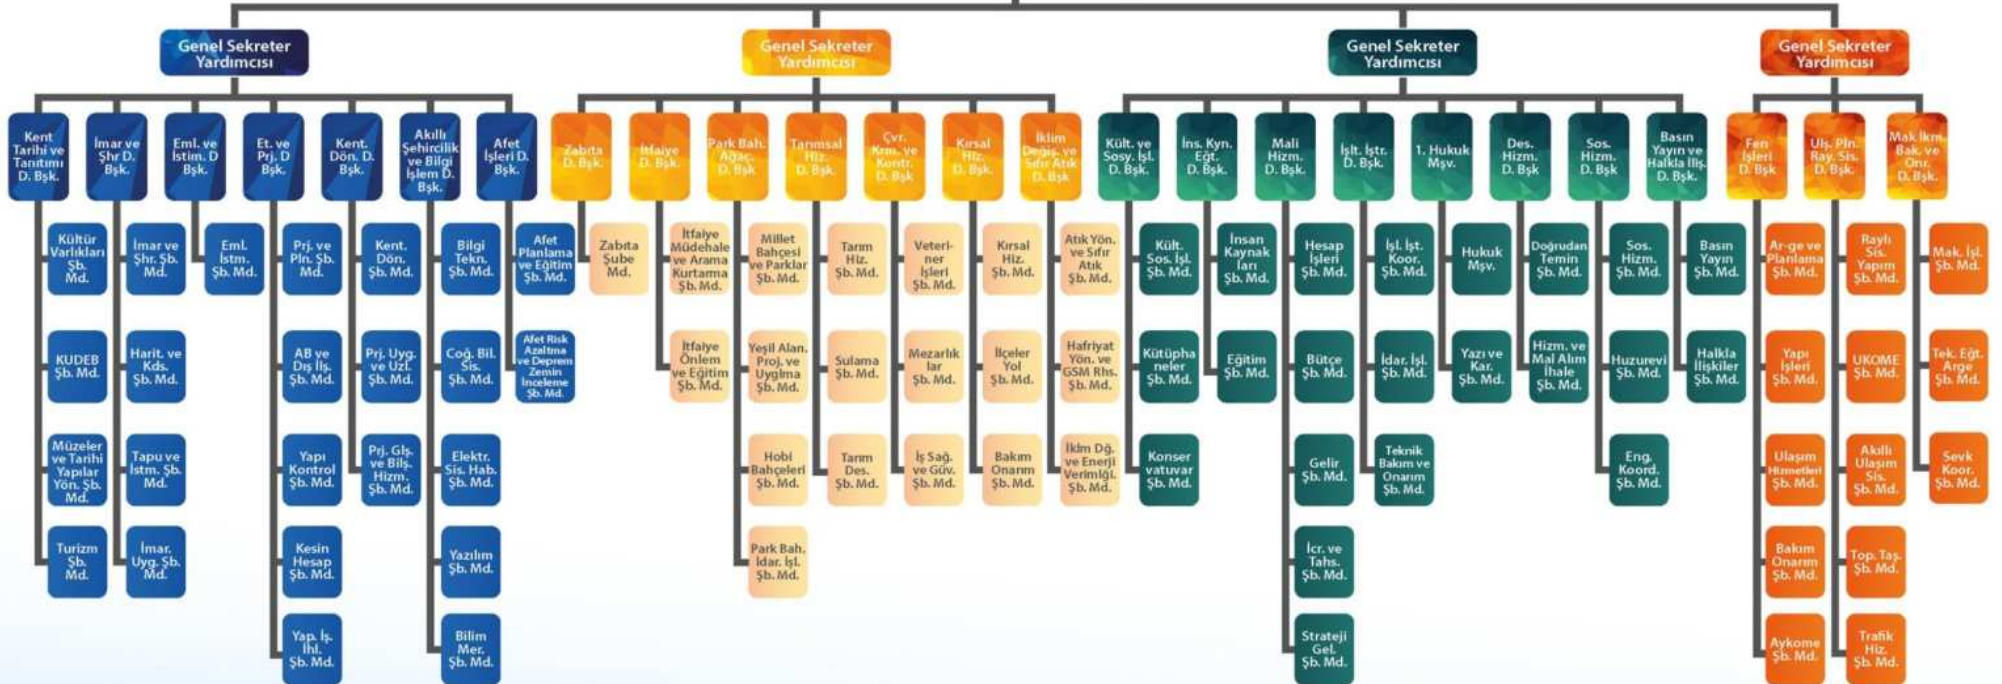 Genel Sekreter
Yardımcısı
Genel Sekreter
Yardımcısı
Genel Sekreter
Yardımcısı
Genel Sekreter
Yardımcısı
Kent
Tarihi ve
Tanıtımı
D. Bşk.
İmar ve
Şhr D.
Bşk.
Eml. ve
İstim. D
Bşk.
Et. ve
Prj. D
Bşk.
Kent.
Dön. D.
Bşk.
Akıllı
Şehircilik
ve Bilgi
İşlem D.
Bşk.
Afet
İşleri D.
Bşk.
Zabıta
D. Bşk.
İtfaiye
D. Bşk.
Park Bah.
Ağaç.
D. Bşk
Tarımsal
Hiz.
D. Bşk.
Çvr.
Krm. ve
Kontr.
D. Bşk
Kırsal
Hiz.
D. Bşk.
İklim
Değiş. ve
Sıfır Atık
D. Bşk.
Kült. ve
Sosy. İşl.
D. Bşk.
İns. Kyn.
Eğt.
D. Bşk.
Mali
Hizm.
D. Bşk.
İşlt. İştr.
D. Bşk.
1. Hukuk
Mşv.
Des.
Hizm.
D. Bşk
Sos.
Hizm.
D. Bşk
Basın
Yayın ve
Halkla İliş.
D. Bşk.
Fen
İşleri
D. Bşk
Ulş. Pln.
Ray. Sis.
D. Bşk.
Mak.İkm.
Bak. ve
Onr.
D. Bşk.
Kültür
Varlıkları
Şb.
Md.
İmar ve
Şhr. Şb.
Md.
Eml.
İstm.
Şb. Md.
Prj. ve
Pln. Şb.
Md.
Kent.
Dön.
Şb. Md.
Bilgi
Tekn.
Şb. Md.
Afet
Planlama
ve Eğitim
Şb. Md.
Zabıta
Şube
Md.
İtfaiye
Müdehale
ve Arama
Kurtarma
Şb. Md.
Millet
Bahçesi
ve Parklar
Şb. Md.
Tarım
Hiz.
Şb. Md.
Veteri-
ner
İşleri
Şb. Md.
Kırsal
Hiz.
Şb. Md.
Atık Yön.
ve Sıfır
Atık
Şb. Md.
Kült.
Sos. İşl.
Şb. Md.
İnsan
Kaynak
ları
Şb. Md.
Hesap
İşleri
Şb. Md.
İşl. İşt.
Koor.
Şb. Md.
Hukuk
Mşv.
Doğrudan
Temin
Şb. Md.
Sos.
Hizm.
Şb. Md.
Basın
Yayın
Şb. Md.
Ar-ge ve
Planlama
Şb. Md.
Raylı
Sis.
Yapım
Şb. Md.
Mak. İşl.
Şb. Md.
KUDEB
Şb. Md.
Harit. ve
Kds.
Şb. Md.
AB ve
Dış İlş.
Şb. Md.
Prj. Uyg.
ve Uzl.
Şb. Md.
Coğ. Bil.
Sis.
Şb. Md.
Afet Risk
Azaltma
ve Deprem
Zemin
İnceleme
Şb. Md.
İtfaiye
Önlem
ve Eğitim
Şb. Md.
Yeşil Alan.
Proj. ve
Uyglma
Şb. Md.
Sulama
Şb. Md.
Mezarlık
lar
Şb. Md.
İlçeler
Yol
Şb. Md.
Hafriyat
Yön. ve
GSM Rhs.
Şb. Md.
Kütüpha
neler
Şb. Md.
Eğitim
Şb. Md.
Bütçe
Şb. Md.
İdar. İşl.
Şb. Md.
Yazı ve
Kar.
Şb. Md.
Hizm. ve
Mal Alım
İhale
Şb. Md.
Huzurevi
Şb. Md.
Halkla
İlişkiler
Şb. Md.
Yapı
İşleri
Şb. Md.
UKOME
Şb. Md.
Tek. Eğt.
Arge
Şb. Md.
Müzeler
ve Tarihi
Yapılar
Yön. Şb.
Md.
Tapu ve
İstm. Şb.
Md.
Yapı
Kontrol
Şb. Md.
Prj. Glş.
ve Bilş.
Hizm.
Şb. Md.
Elektr.
Sis. Hab.
Şb. Md.
Hobi
Bahçeleri
Şb. Md.
Tarım
Des.
Şb. Md.
İş Sağ.
ve Güv.
Şb. Md.
Bakım
Onarım
Şb. Md.
İklm Dğ.
ve Enerji
Verimlği.
Şb. Md.
Konser
vatuvar
Şb. Md.
Gelir
Şb. Md.
Teknik
Bakım ve
Onarım
Şb. Md.
Eng.
Koord.
Şb. Md.
Ulaşım
Hizmetleri
Şb. Md.
Akıllı
Ulaşım
Sis.
Şb. Md.
Sevk
Koor.
Şb. Md.
Turizm
Şb.
Md.
İmar.
Uyg. Şb.
Md.
Kesin
Hesap
Şb. Md.
Yazılım
Şb. Md.
Park Bah.
İdar. İşl.
Şb. Md.
İcr. ve
Tahs.
Şb. Md.
Bakım
Onarım
Şb. Md.
Top. Taş.
Şb. Md.
Yap. İş.
İhl.
Şb. Md.
Bilim
Mer.
Şb. Md.
Strateji
Gel.
Şb. Md.
Aykome
Şb. Md.
Trafik
Hiz.
Şb. Md.